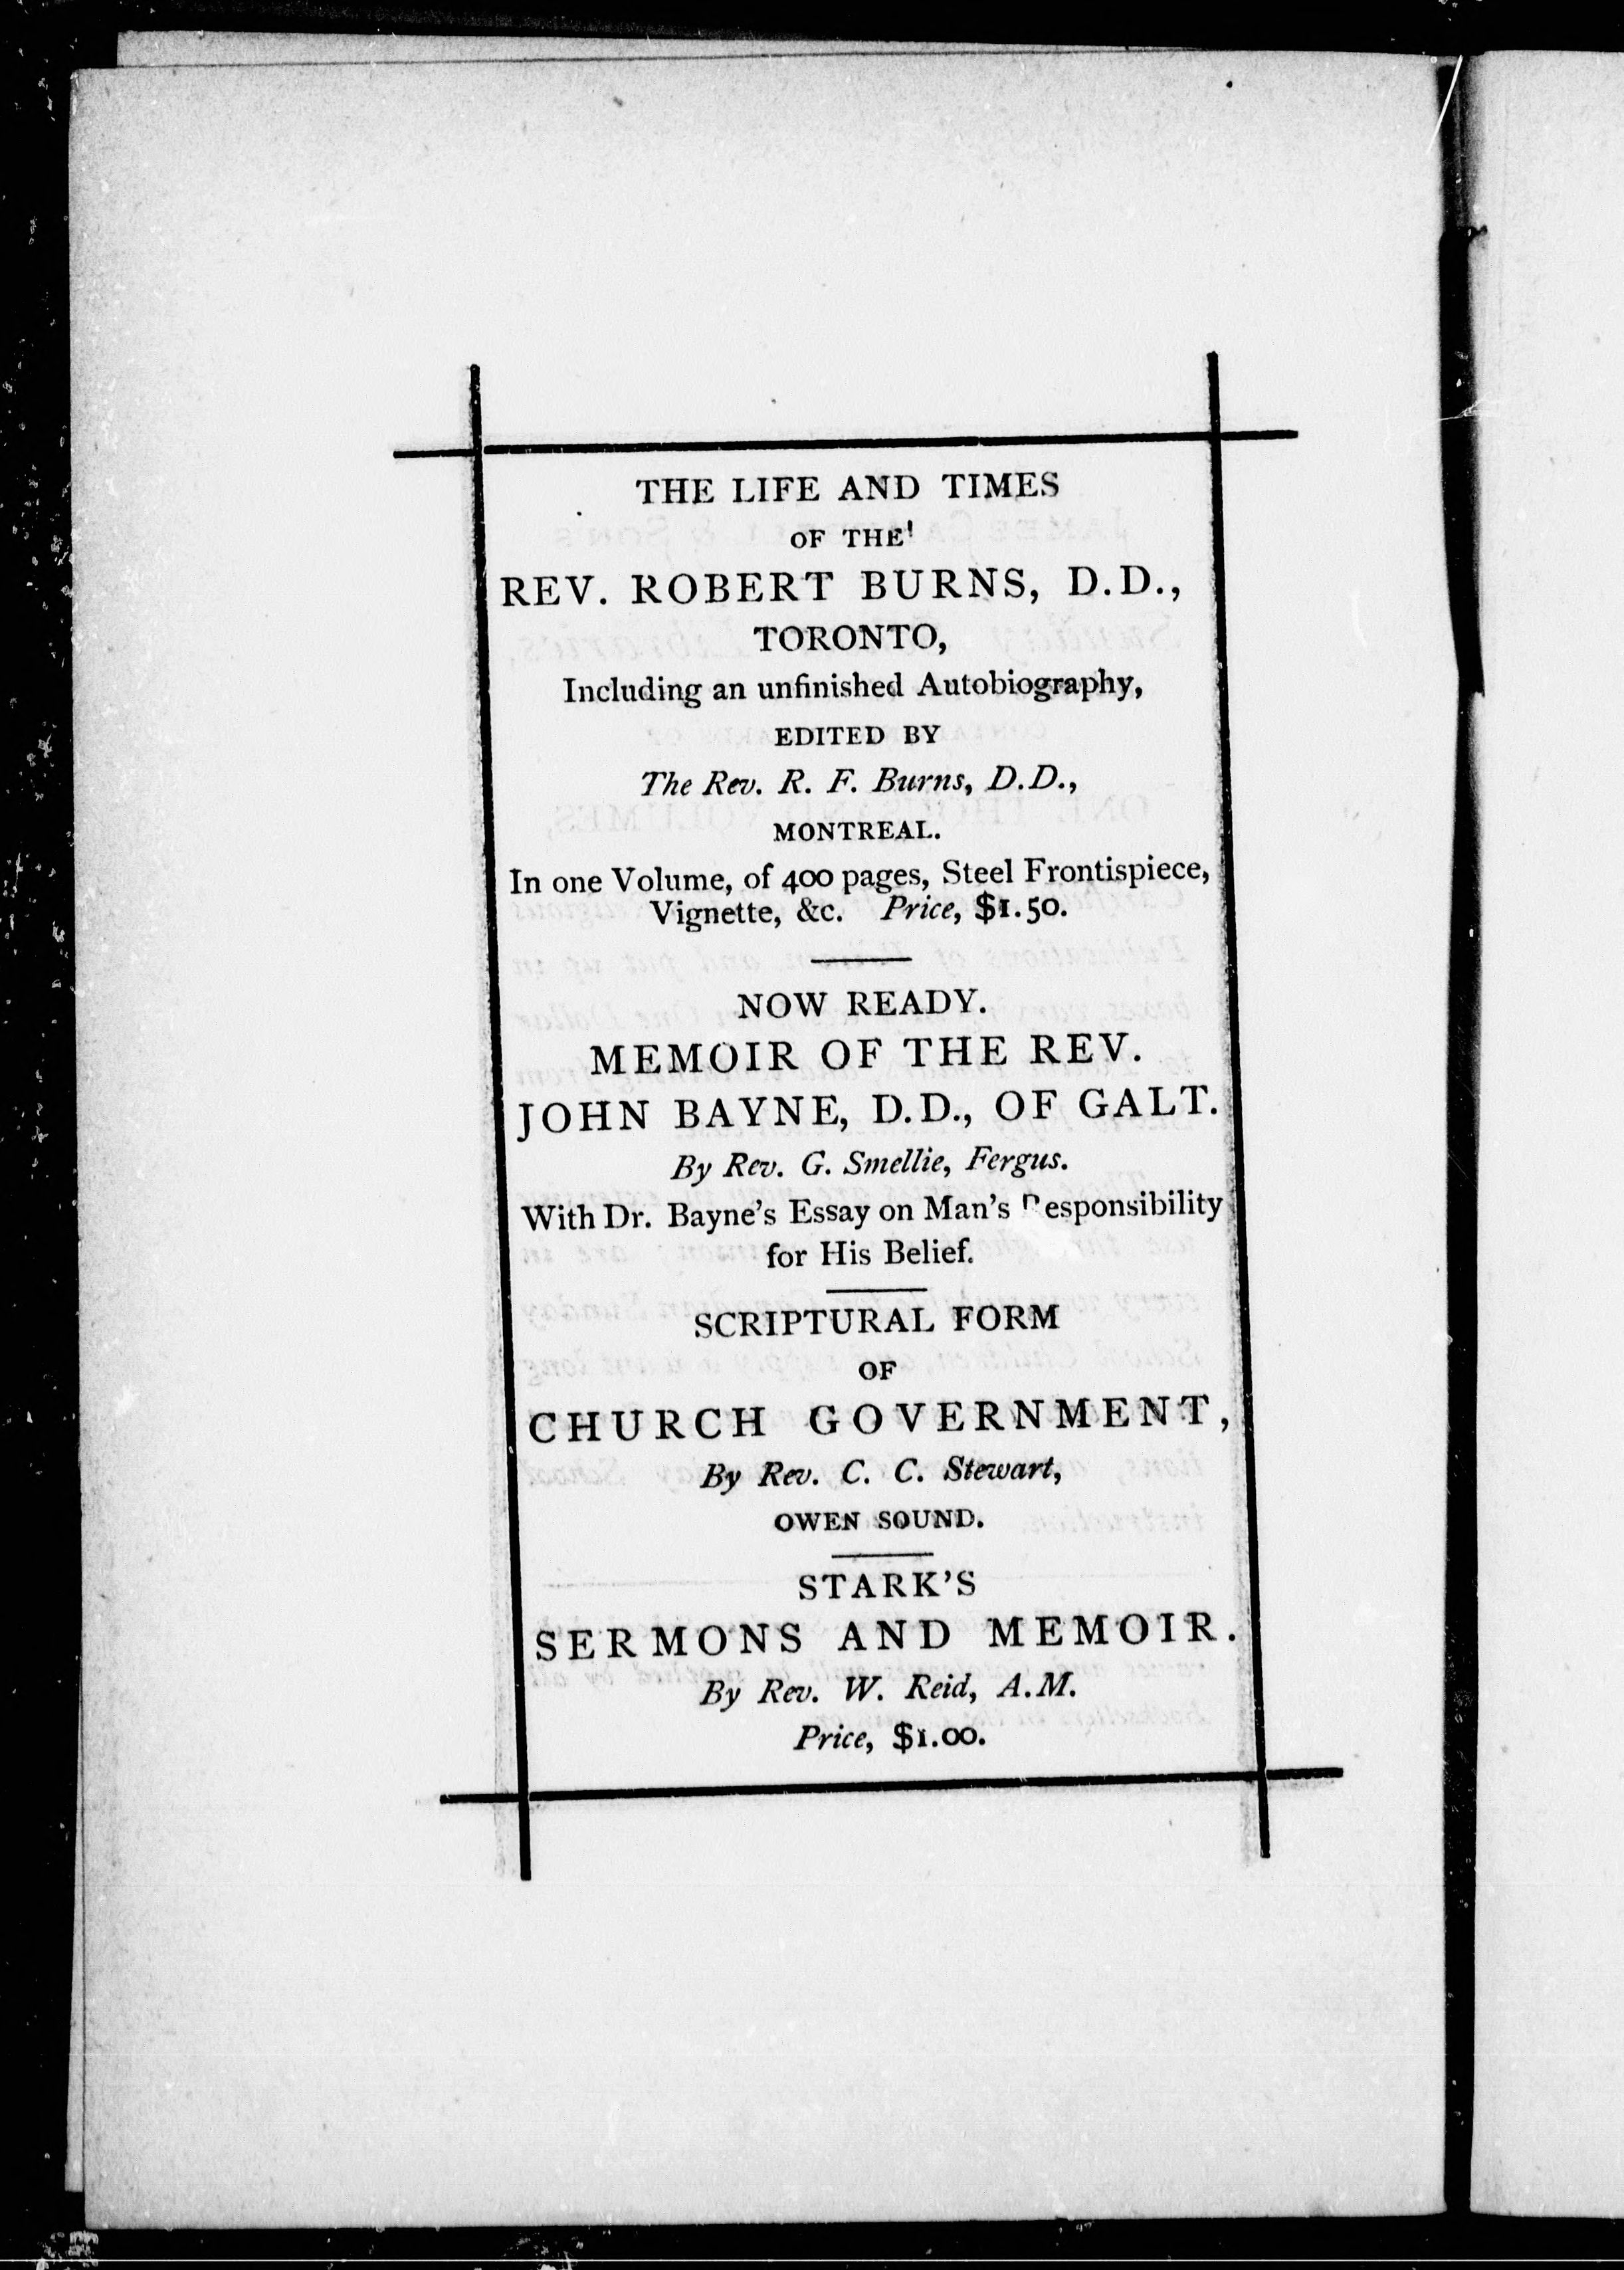 THE LIFE AND TIMES
OF THE
REV. ROBERT BURNS, D.D.,
TORONTO,
Including an unfinished Autobiography,
EDITED BY
The Rev. R. F. Burns, D.D.,
MONTREAL.
In one Volume, of 400 pages, Steel Frontispiece,
Vignette, &c. Price, $1.50.
NOW READY.
MEMOIR OF THE REV.
JOHN BAYNE, D.D., OF GALT.
By Rev. G. Smellie, Fergus.
With Dr. Bayne's Essay on Man's Responsibility
for His Belief.
SCRIPTURAL FORM
OF
CHURCH GOVERNMENT,
By Rev. C. C. Stewart,
OWEN SOUND.
STARK'S
SERMONS AND MEMOIR.
By Rev. W. Reid, A.M.
Price, $1.00.